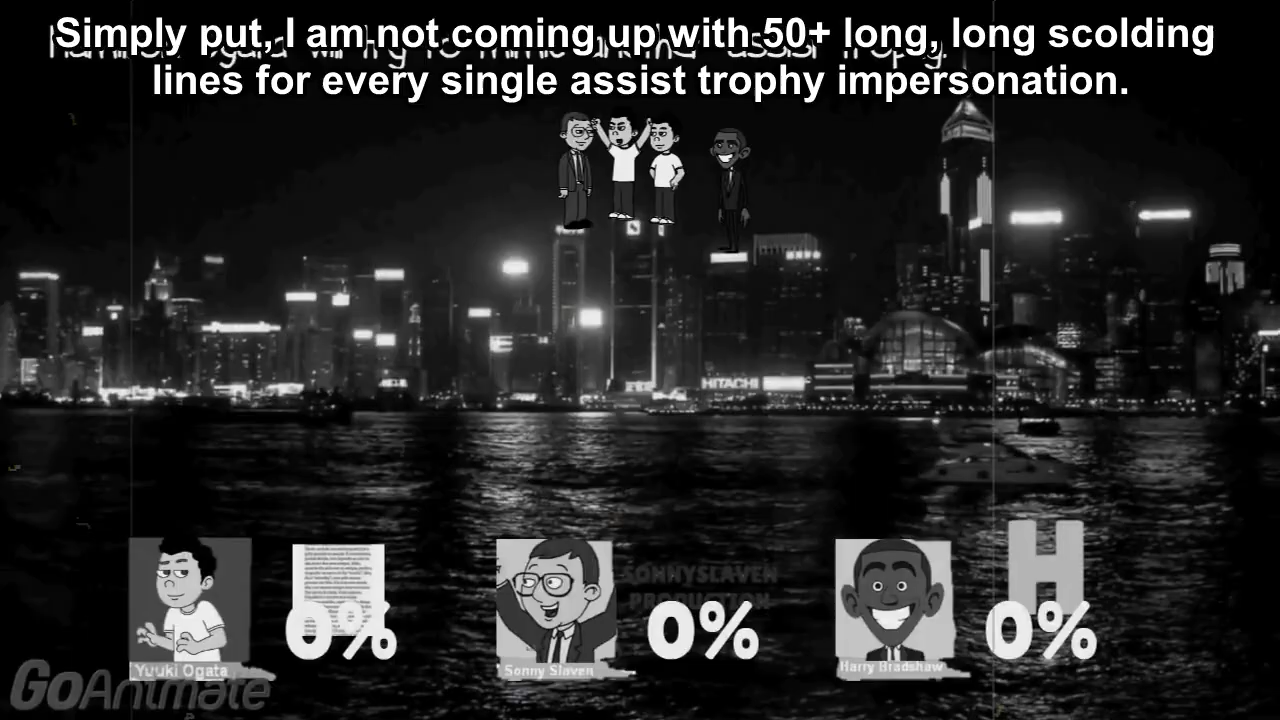 Simply put, I am not coming up with 50+ long, long scolding
lines for every single assist trophy impersonation.
HITACHI
H
0%
0%
0%
SONNYSLAVEN
PRODUCTION
Yuuki Ogata
Sonny Slaven
Harry Bradshaw
GoAnimate